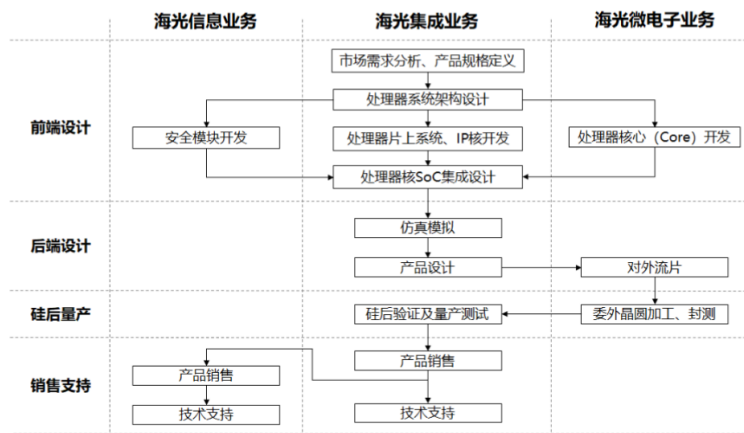 海光信息业务
海光集成业务
海光微电子业务
市场需求分析、产品规格定义
处理器系统架构设计
前端设计
安全模块开发
处理器片上系统、IP核开发
处理器核心（Core）开发
处理器核SoC集成设计
仿真模拟
后端设计
产品设计
对外流片
硅后量产
硅后验证及量产测试
委外晶圆加工、封测
产品销售
产品销售
销售支持
技术支持
技术支持